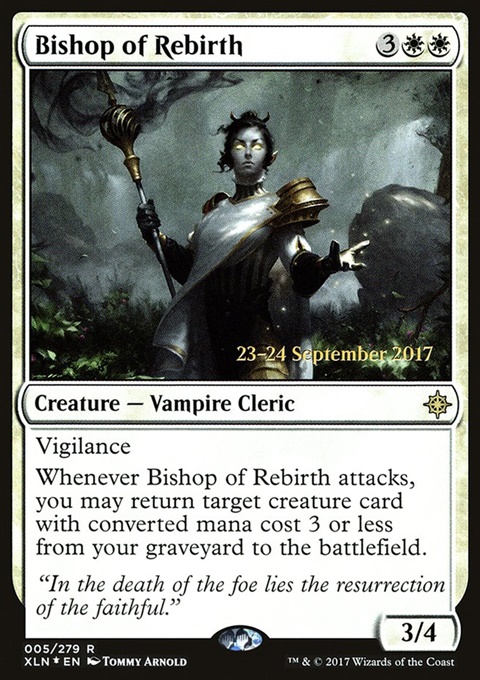 Bishop of Rebirth 3
23-24 September 2017
Creature — Vampire Cleric
Vigilance
Whenever Bishop of Rebirth attacks,
you may return target creature card
with converted mana cost 3 or less
from your graveyard to the battlefield.
“In the death of the foe lies the resurrection
of the faithful.”
3/4
005/279 R
XLN EN Tommy Arnold
™ & © 2017 Wizards of the Coast